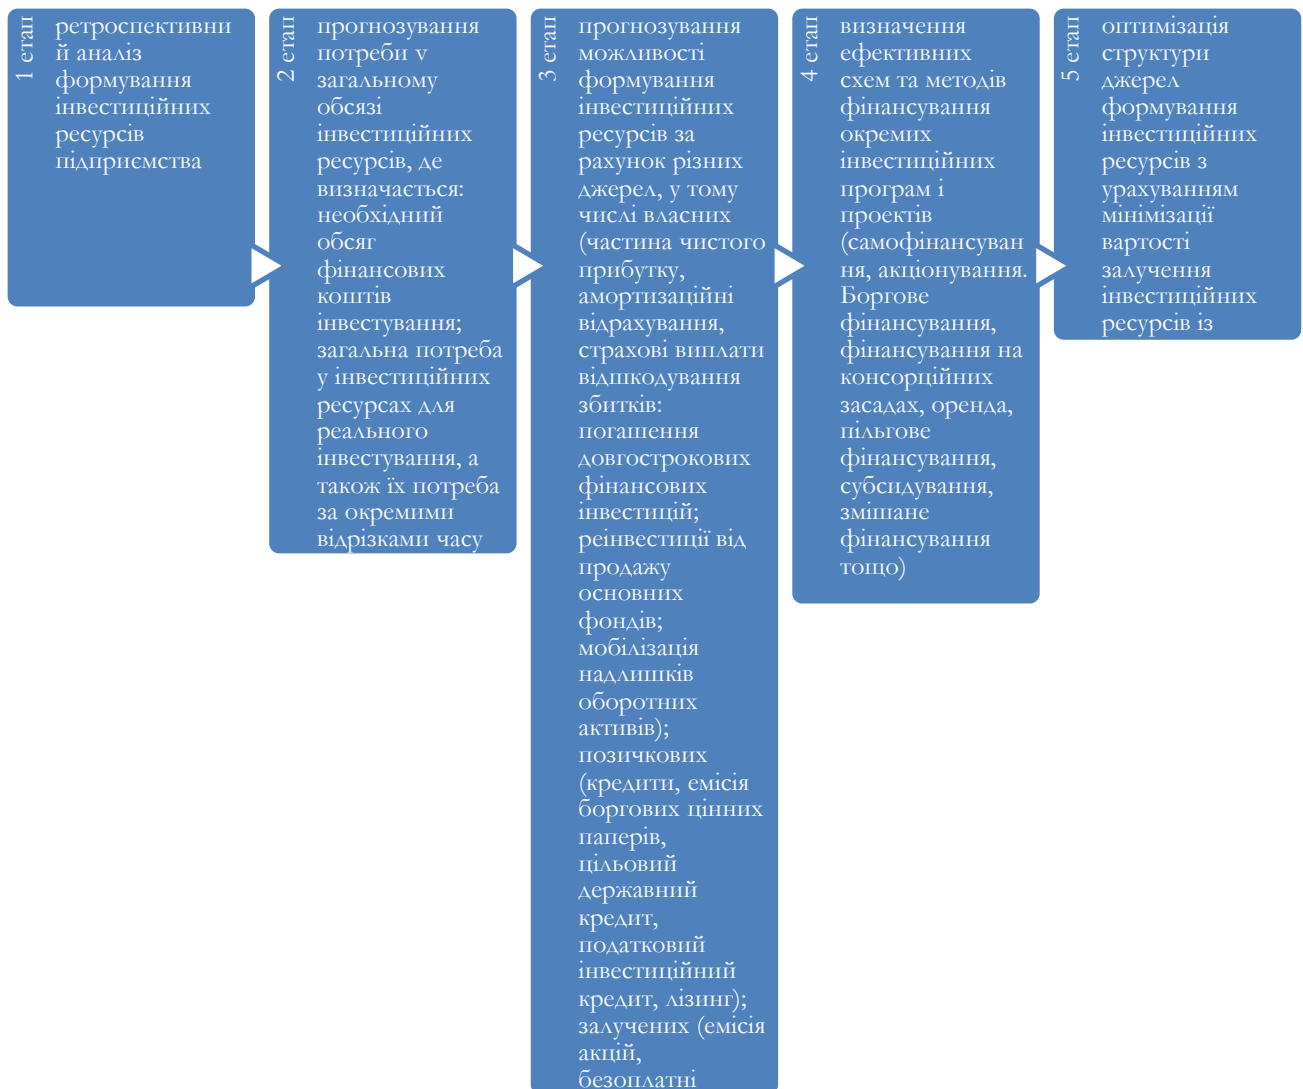 1 етап
ретроспективни
й аналіз
формування
інвестиційних
ресурсів
підприємства
2 етап
прогнозування
потреби v
загальному
обсязі
інвестиційних
ресурсів, де
визначається:
необхідний
обсяг
фінансових
коштів
інвестування;
загальна потреба
у інвестиційних
ресурсах для
реального
інвестування, а
також їх потреба
за окремими
відрізками часу
3 етап
прогнозування
можливості
формування
інвестиційних
ресурсів за
рахунок різних
джерел, у тому
числі власних
(частина чистого
прибутку,
амортизаційні
відрахування,
страхові виплати
відшкодування
збитків:
погашення
довгострокових
фінансових
інвестицій;
реінвестиції від
продажу
основних
фондів;
мобілізація
надлишків
оборотних
активів);
позичкових
(кредити, емісія
боргових цінних
паперів,
цільовий
державний
кредит,
податковий
інвестиційний
кредит, лізинг);
залучених (емісія
акцій,
безоплатні
4 етап
визначення
ефективних
схем та методів
фінансування
окремих
інвестиційних
програм і
проектів
(самофінансуван
ня, акціонування.
Боргове
фінансування,
фінансування на
консорційних
засадах, оренда,
пільгове
фінансування,
субсидування,
змішане
фінансування
тощо)
5 етап
оптимізація
структури
джерел
формування
інвестиційних
ресурсів з
урахуванням
мінімізації
вартості
залучення
інвестиційних
ресурсів із